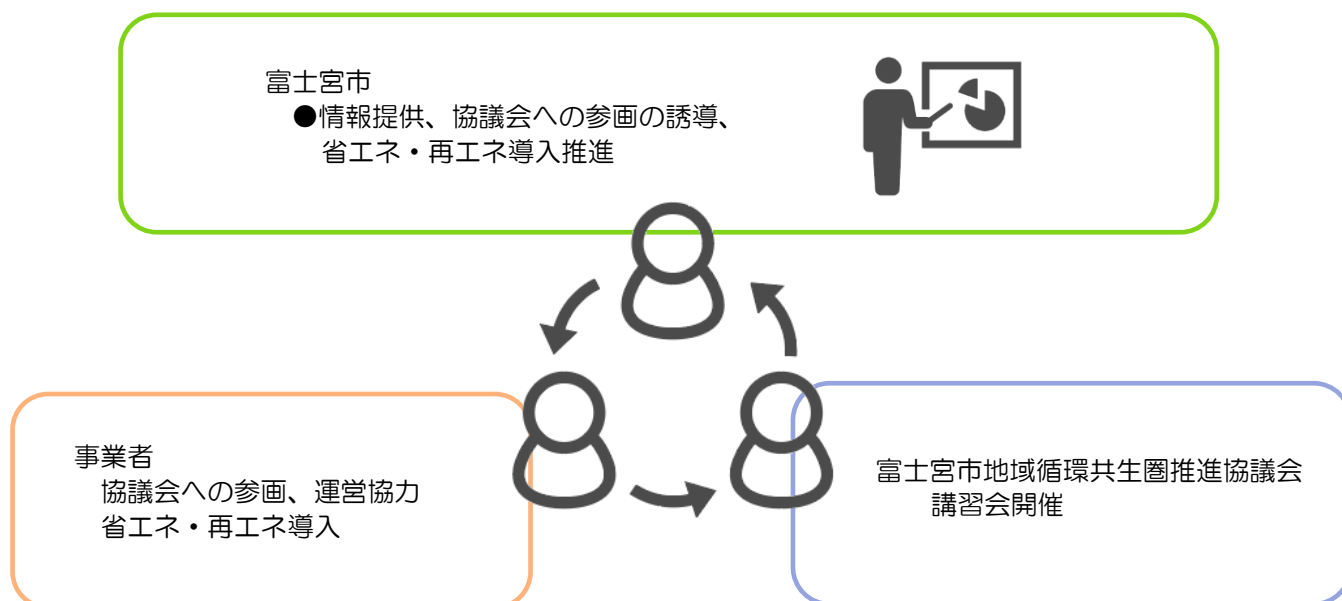 富士宮市
●情報提供、協議会への参画の誘導、
省エネ・再エネ導入推進
事業者
協議会への参画、運営協力
省エネ・再エネ導入
富士宮市地域循環共生圏推進協議会
講習会開催